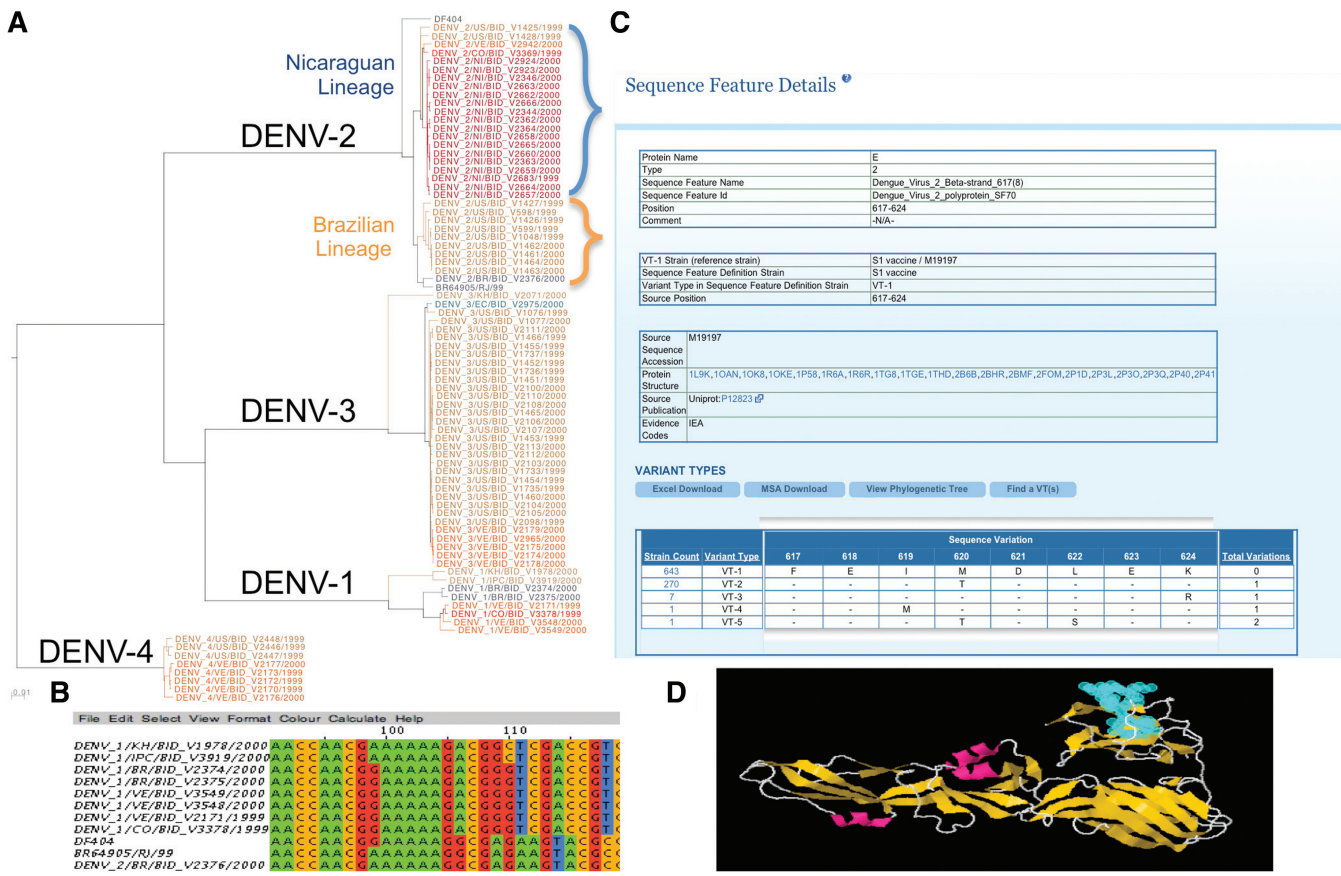 A
DF404
DENV_2/US/BID_V1425/1999
DENV_2/US/BID_V1428/1999
DENV_2/VE/BID_V2942/2000
DENV_2/CO/BID_V3369/1999
DENV_2/NI/BID_V2924/2000
DENV_2/NI/BID_V2923/2000
DENV_2/NI/BID_V2346/2000
DENV_2/NI/BID_V2663/2000
DENV_2/NI/BID_V2662/2000
DENV_2/NI/BID_V2666/2000
DENV_2/NI/BID_V2344/2000
DENV_2/NI/BID_V2362/2000
DENV_2/NI/BID_V2364/2000
DENV_2/NI/BID_V2658/2000
DENV_2/NI/BID_V2665/2000
DENV_2/NI/BID_V2660/2000
DENV_2/NI/BID_V2363/2000
DENV_2/NI/BID_V2659/2000
DENV_2/NI/BID_V2683/1999
DENV_2/NI/BID_V2664/2000
DENV_2/NI/BID_V2657/2000
DENV_2/US/BID_V1427/1999
DENV_2/US/BID_V598/1999
DENV_2/US/BID_V1426/1999
DENV_2/US/BID_V599/1999
DENV_2/US/BID_V1048/1999
DENV_2/US/BID_V1462/2000
DENV_2/US/BID_V1461/2000
DENV_2/US/BID_V1464/2000
DENV_2/US/BID_V1463/2000
DENV_2/BR/BID_V2376/2000
BR64905/RJ/99
DENV_3/KH/BID_V2071/2000
DENV_3/EC/BID_V2975/2000
DENV_3/US/BID_V1076/1999
DENV_3/US/BID_V1077/2000
DENV_3/US/BID_V2111/2000
DENV_3/US/BID_V1466/1999
DENV_3/US/BID_V1455/1999
DENV_3/US/BID_V1737/1999
DENV_3/US/BID_V1452/1999
DENV_3/US/BID_V1736/1999
DENV_3/US/BID_V1451/1999
DENV_3/US/BID_V2100/2000
DENV_3/US/BID_V2110/2000
DENV_3/US/BID_V2108/2000
DENV_3/US/BID_V1465/2000
DENV_3/US/BID_V2106/2000
DENV_3/US/BID_V2107/2000
DENV_3/US/BID_V1453/1999
DENV_3/US/BID_V2113/2000
DENV_3/US/BID_V2112/2000
DENV_3/US/BID_V2103/2000
DENV_3/US/BID_V1733/1999
DENV_3/US/BID_V1454/1999
DENV_3/US/BID_V1735/1999
DENV_3/US/BID_V1460/2000
DENV_3/US/BID_V2104/2000
DENV_3/US/BID_V2105/2000
DENV_3/US/BID_V2098/1999
DENV_3/VE/BID_V2179/2000
DENV_3/VE/BID_V2965/2000
DENV_3/VE/BID_V2175/2000
DENV_3/VE/BID_V2174/2000
DENV_3/VE/BID_V2178/2000
DENV_1/KH/BID_V1978/2000
DENV_1/IPC/BID_V3919/2000
DENV_1/BR/BID_V2374/2000
DENV_1/BR/BID_V2375/2000
DENV_1/VE/BID_V2171/1999
DENV_1/CO/BID_V3378/1999
DENV_1/VE/BID_V3548/2000
DENV_1/VE/BID_V3549/2000
DENV_4/US/BID_V2448/1999
DENV_4/US/BID_V2446/1999
DENV_4/US/BID_V2447/1999
DENV_4/VE/BID_V2177/2000
DENV_4/VE/BID_V2173/1999
DENV_4/VE/BID_V2172/1999
DENV_4/VE/BID_V2170/1999
DENV_4/VE/BID_V2176/2000
Nicaraguan
Lineage
DENV-2
Brazilian
Lineage
DENV-3
DENV-1
DENV-4
0.01
B
File Edit Select View Format Colour Calculate Help
100 110
DENV_1/KH/BID_V1978/2000 AACCAACGAAAAAAGACGGCTCGACCGTC
DENV_1/IPC/BID_V3919/2000 AACCAACGAAAAAAGACGGCTCGACCGTC
DENV_1/BR/BID_V2374/2000 AACCAACGGAAAAAGACGGGTCGACCGTC
DENV_1/BR/BID_V2375/2000 AACCAACGGAAAAAGACGGGTCGACCGTC
DENV_1/VE/BID_V3549/2000 AACCAACGGAAAAAGACGGGTCGACCGTC
DENV_1/VE/BID_V3548/2000 AACCAACGGAAAAAGACGGGTCGACCGTC
DENV_1/VE/BID_V2171/1999 AACCAACGGAAAAAGACGGGTCGACCGTC
DENV_1/CO/BID_V3378/1999 AACCAACGGAAAAAGACGGGTCGACCGTC
DF404 AACCAACGGAAAAAGGCGAGAAGTACGCC
BR64905/RJ/99 AACCAACGAAAAAAGGCGAGAAGTACGCC
DENV_2/BR/BID_V2376/2000 AACCAACGAAAAAAGGCGAGAAGTACGCC
C
Sequence Feature Details ?
Protein Name E
Type 2
Sequence Feature Name Dengue_Virus_2_Beta-strand_617(8)
Sequence Feature Id Dengue_Virus_2_polyprotein_SF70
Position 617-624
Comment -N/A-
VT-1 Strain (reference strain) S1 vaccine / M19197
Sequence Feature Definition Strain S1 vaccine
Variant Type in Sequence Feature Definition Strain VT-1
Source Position 617-624
Source Sequence Accession M19197
Protein Structure 1L9K,1OAN,1OK8,1OKE,1P58,1R6A,1R6R,1TG8,1TGE,1THD,2B6B,2BHR,2BMF,2FOM,2P1D,2P3L,2P3O,2P3Q,2P40,2P41
Source Publication Uniprot:P12823
Evidence Codes IEA
VARIANT TYPES
Excel Download MSA Download View Phylogenetic Tree Find a VT(s)
Sequence Variation
Strain Count Variant Type 617 618 619 620 621 622 623 624 Total Variations
643 VT-1 F E I M D L E K 0
270 VT-2 - - - T - - - - 1
7 VT-3 - - - - - - - R 1
1 VT-4 - - M - - - - - 1
1 VT-5 - - - T - S - - 2
D